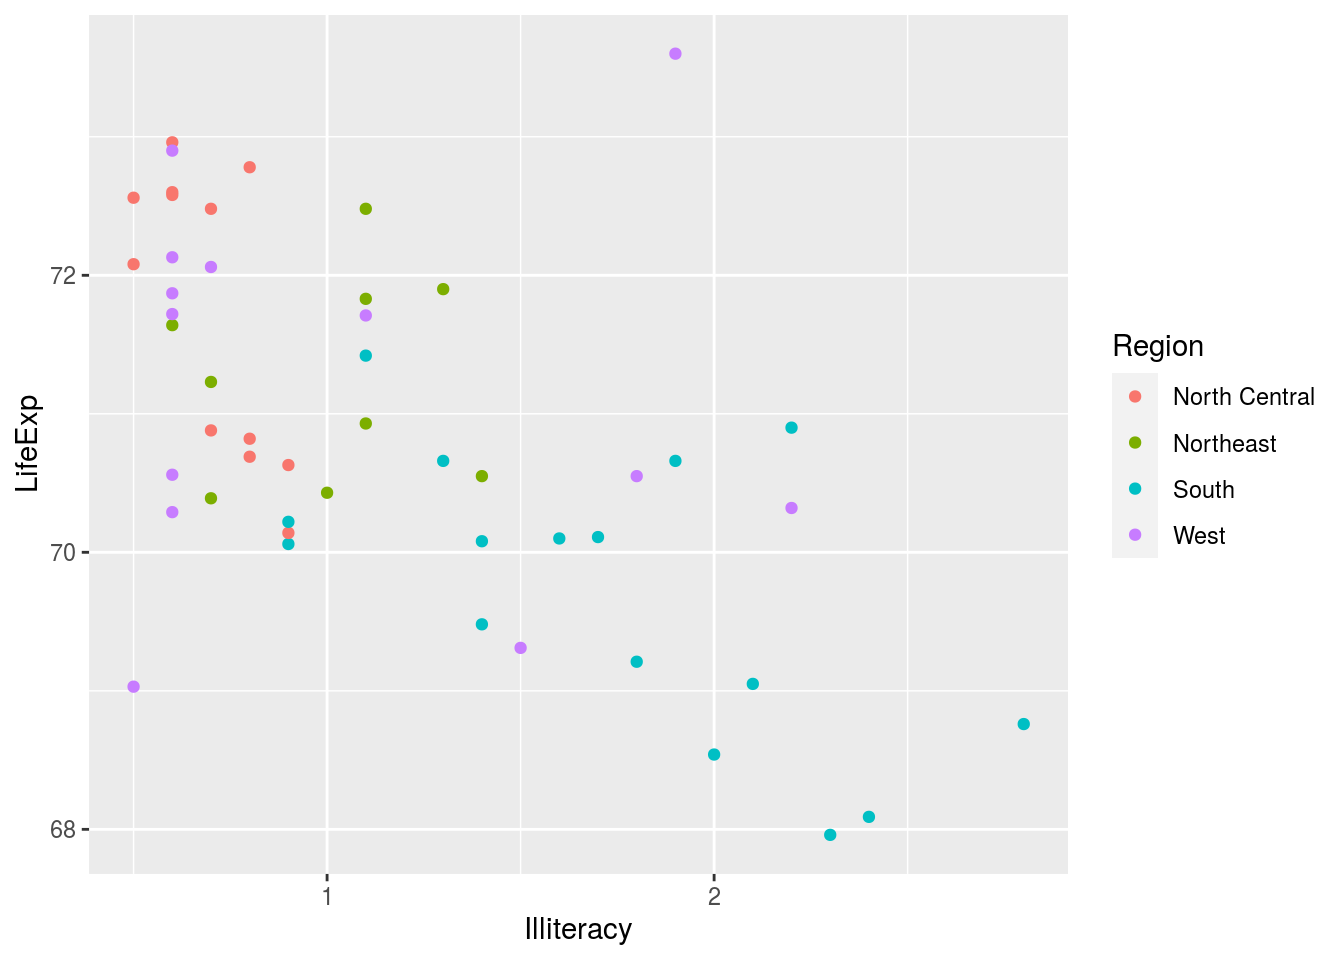 LifeExp
72
70
68
1
2
Illiteracy
Region
North Central
Northeast
South
West